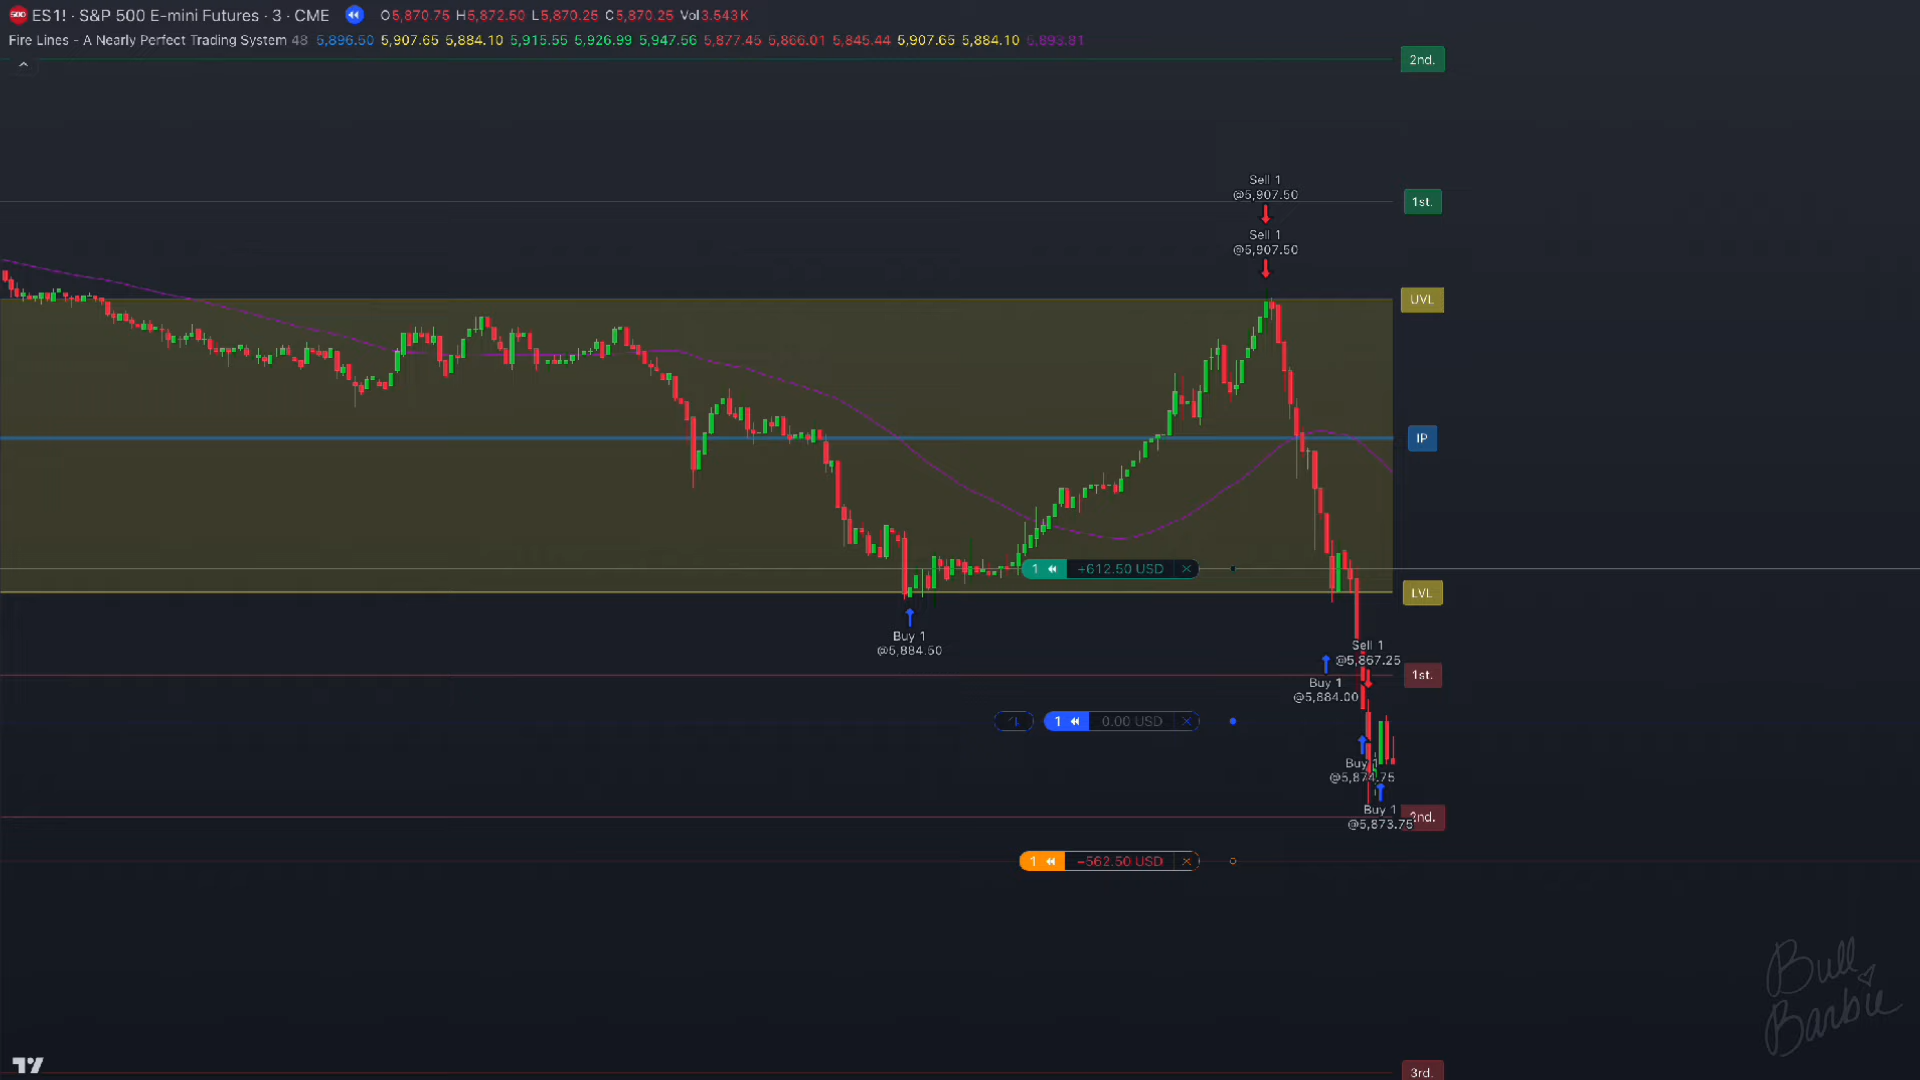 500 ES1! · S&P 500 E-mini Futures · 3 · CME O5,870.75 H5,872.50 L5,870.25 C5,870.25 Vol3.543K
Fire Lines - A Nearly Perfect Trading System 48 5,896.50 5,907.65 5,884.10 5,915.55 5,926.99 5,947.56 5,877.45 5,866.01 5,845.44 5,907.65 5,884.10 5,893.81
2nd.
Sell 1
@5,907.50
1st.
Sell 1
@5,907.50
UVL
IP
1 +612.50 USD
LVL
Buy 1
@5,884.50
Sell 1
@5,867.25
1st.
Buy 1
@5,884.00
1 0.00 USD
Buy 1
@5,874.75
Buy 1
@5,873.75
2nd.
1 −562.50 USD
Bull
Barbie
3rd.